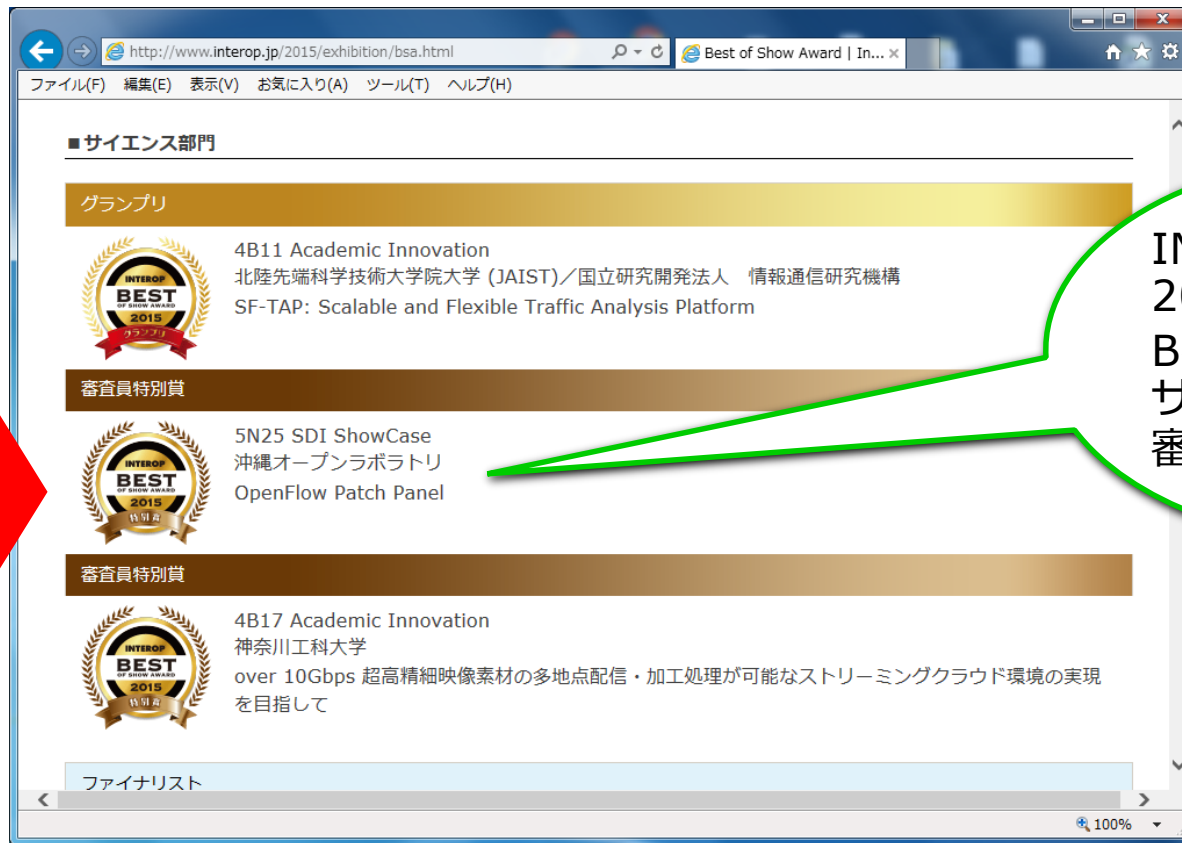 http://www.interop.jp/2015/exhibition/bsa.html
Best of Show Award | In...
ファイル(F) 編集(E) 表示(V) お気に入り(A) ツール(T) ヘルプ(H)
■サイエンス部門
グランプリ
INTEROP
BEST
OF SHOW AWARD
2015
グランプリ
4B11 Academic Innovation
北陸先端科学技術大学院大学 (JAIST)／国立研究開発法人 情報通信研究機構
SF-TAP: Scalable and Flexible Traffic Analysis Platform
審査員特別賞
INTEROP
BEST
OF SHOW AWARD
2015
特別賞
5N25 SDI ShowCase
沖縄オープンラボラトリ
OpenFlow Patch Panel
審査員特別賞
INTEROP
BEST
OF SHOW AWARD
2015
特別賞
4B17 Academic Innovation
神奈川工科大学
over 10Gbps 超高精細映像素材の多地点配信・加工処理が可能なストリーミングクラウド環境の実現
を目指して
ファイナリスト
100%
サ
審